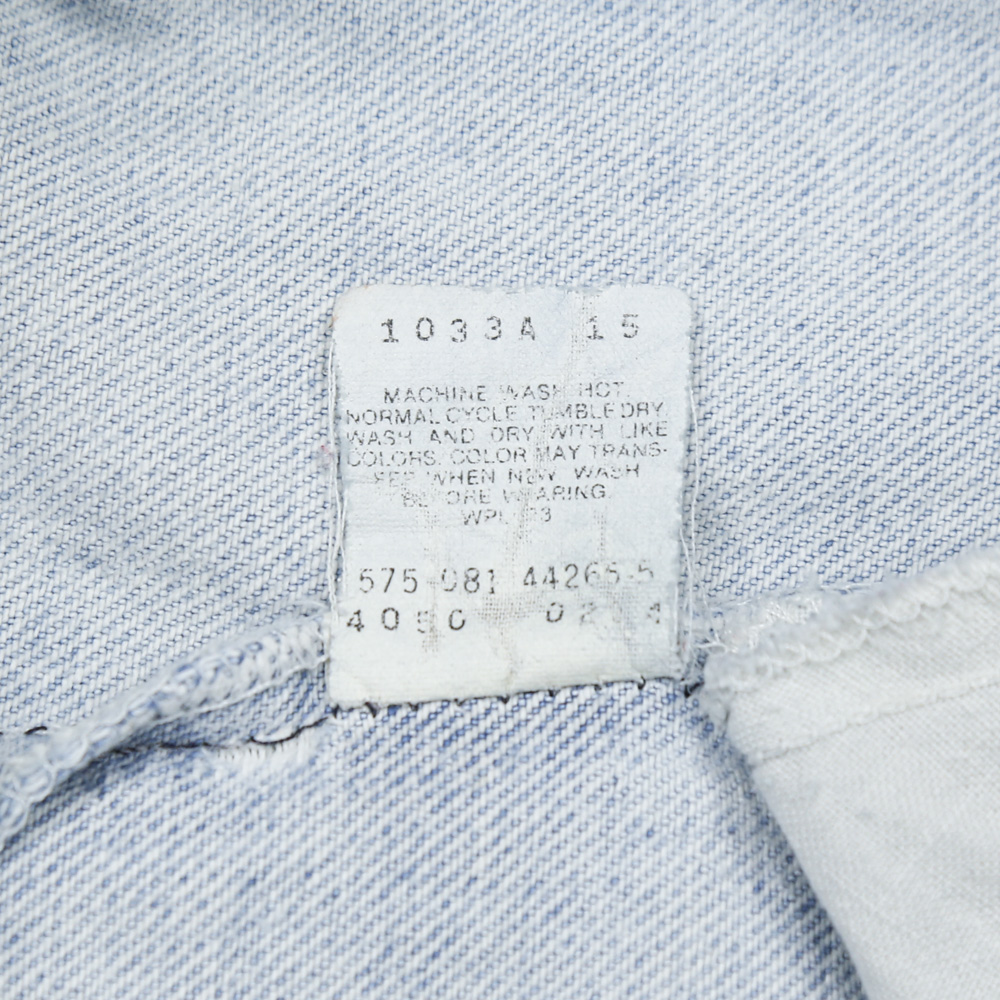 1033A 15
MACHINE WASH HOT
NORMAL CYCLE TUMBLE DRY
WASH AND DRY WITH LIKE
COLORS. COLOR MAY TRANS-
FER WHEN NEW WASH
BEFORE WEARING.
WPL
575 081 44265-5
4050